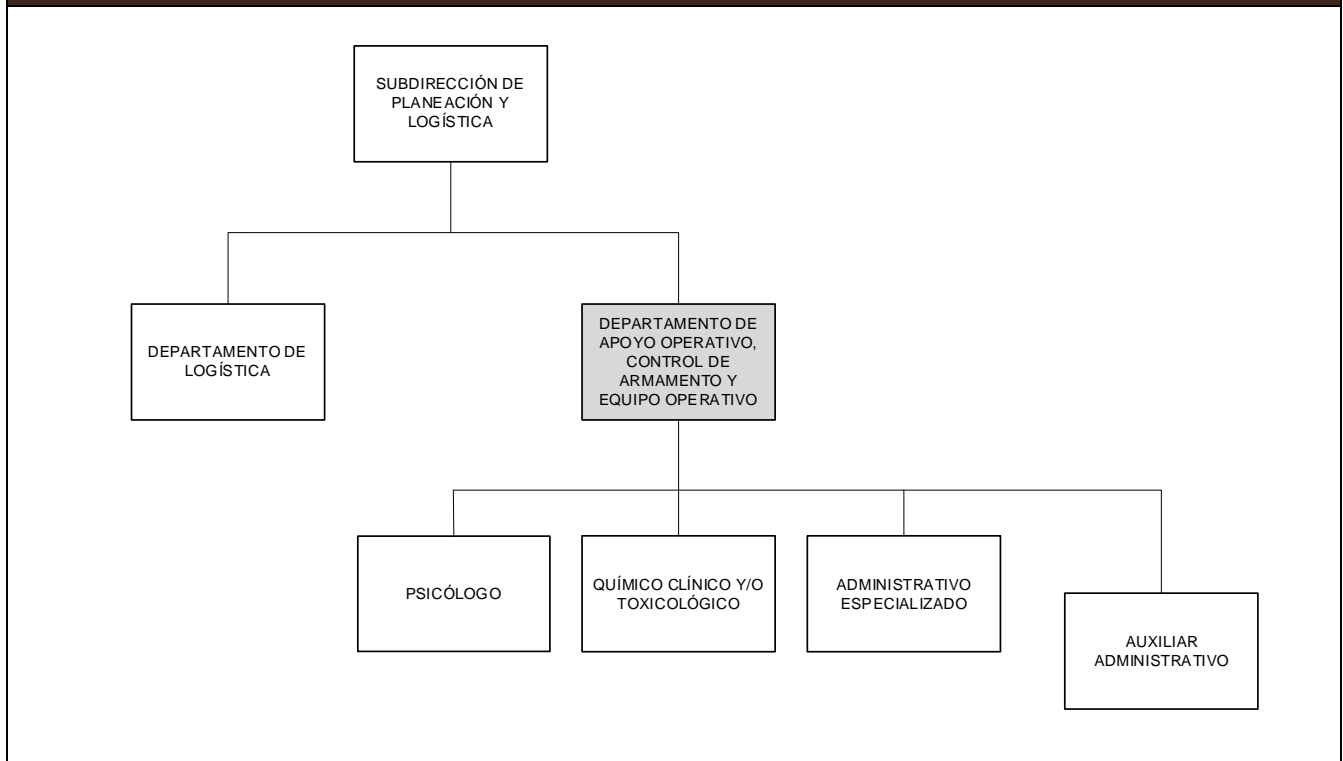 SUBDIRECCIÓN DE
PLANEACIÓN Y
LOGÍSTICA
DEPARTAMENTO DE
LOGÍSTICA
DEPARTAMENTO DE
APOYO OPERATIVO,
CONTROL DE
ARMAMENTO Y
EQUIPO OPERATIVO
PSICÓLOGO
QUÍMICO CLÍNICO Y/O
TOXICOLÓGICO
ADMINISTRATIVO
ESPECIALIZADO
AUXILIAR
ADMINISTRATIVO